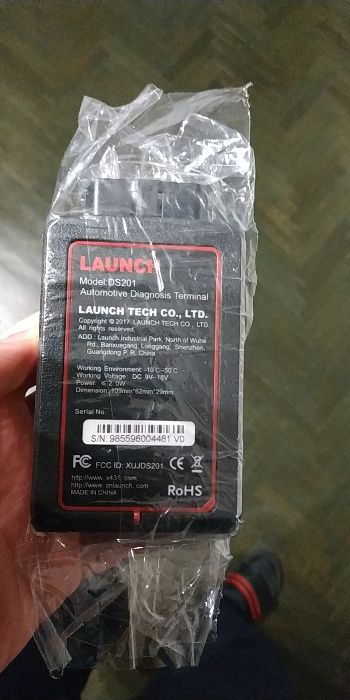 LAUNCH
Model:DS201
Automotive Diagnosis Terminal
LAUNCH TECH CO., LTD.
Copyright © 2017. LAUNCH TECH CO., LTD.
All rights reserved.
ADD : Launch Industrial Park, North of Wuhe
Rd., Banxuegang, Longgang, Shenzhen,
Guangdong P. R. China
Working Environment: -10℃~50℃
Working Voltage: DC 9V~18V
Power: ≤ 2.0W
Dimension:109mm*62mm*29mm
Serial No.
S/N: 985596004481 V0
FC FCC ID: XUJDS201 CE
http://www.x431.com
http://www.cnlaunch.com
MADE IN CHINA
RoHS